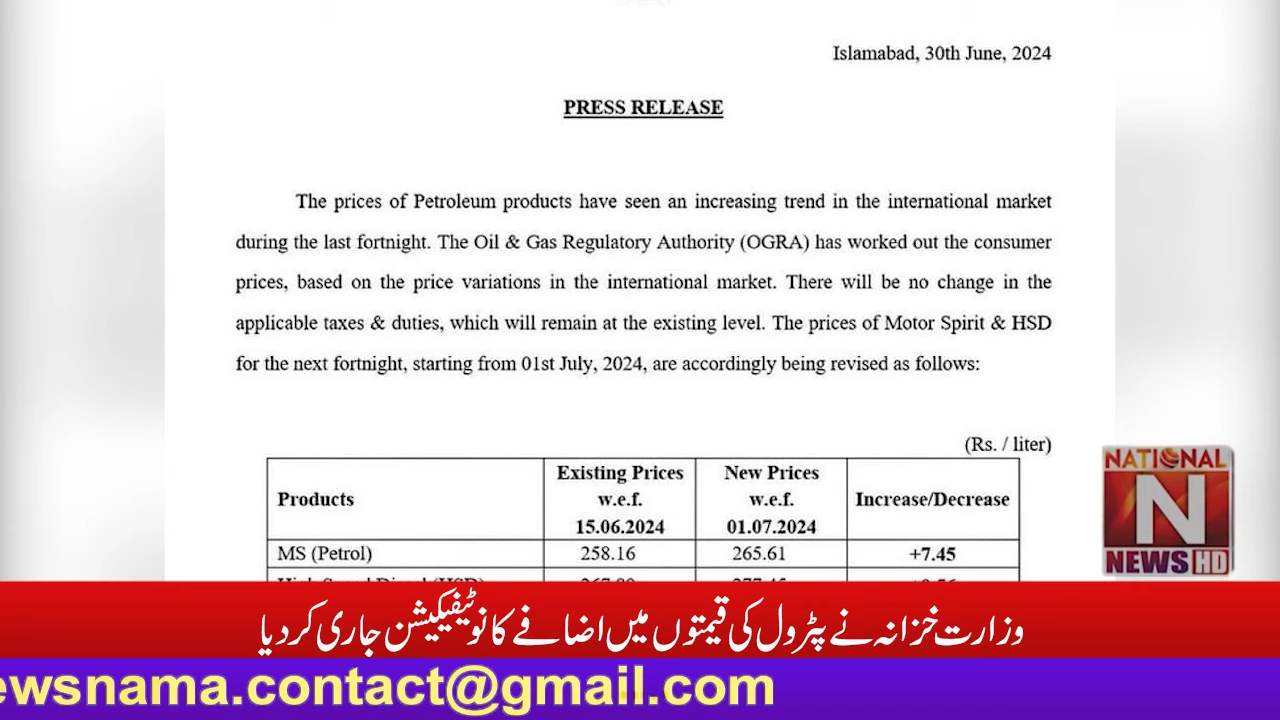 Islamabad, 30th June, 2024
PRESS RELEASE
The prices of Petroleum products have seen an increasing trend in the international market
during the last fortnight. The Oil & Gas Regulatory Authority (OGRA) has worked out the consumer
prices, based on the price variations in the international market. There will be no change in the
applicable taxes & duties, which will remain at the existing level. The prices of Motor Spirit & HSD
for the next fortnight, starting from 01st July, 2024, are accordingly being revised as follows:
(Rs. / liter)
Products
Existing Prices
w.e.f.
15.06.2024
New Prices
w.e.f.
01.07.2024
Increase/Decrease
MS (Petrol) 258.16 265.61 +7.45
NATIONAL
N
NEWS HD
وزارت خزانہ نے پٹرول کی قیمتوں میں اضافے کا نوٹیفیکیشن جاری کردیا
ewsnama.contact@gmail.com